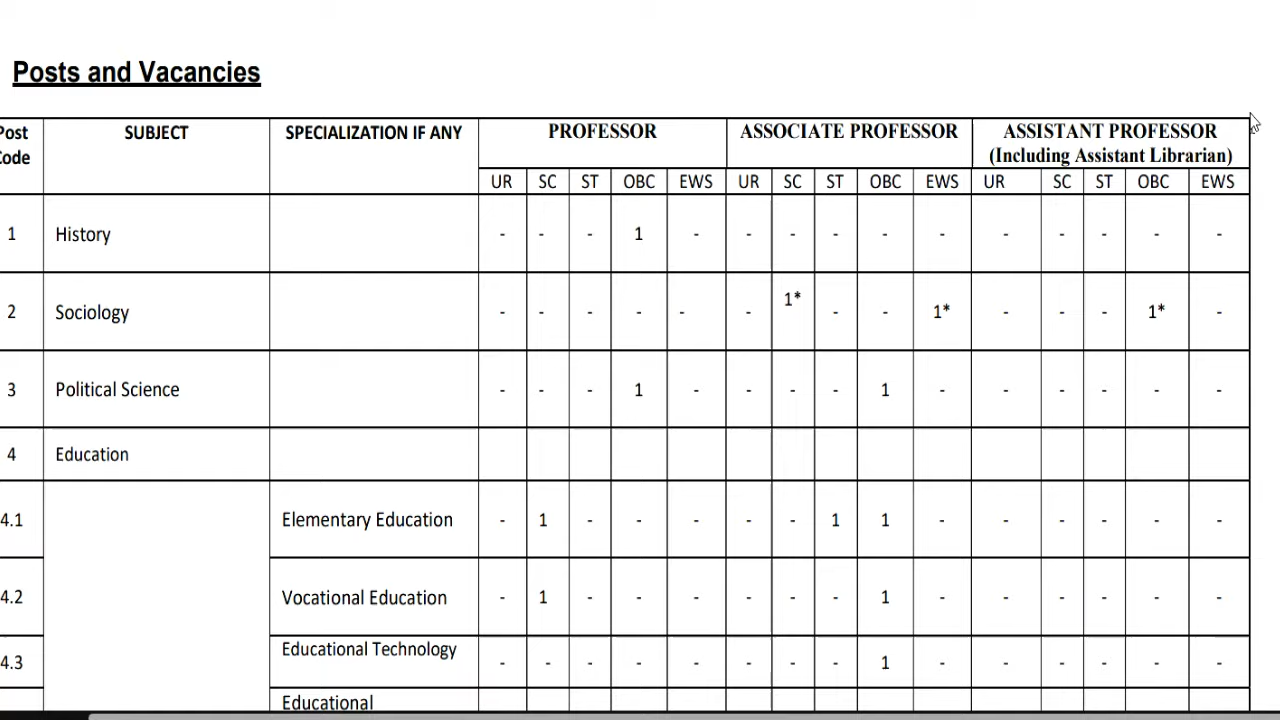 Posts and Vacancies
Post Code SUBJECT SPECIALIZATION IF ANY PROFESSOR ASSOCIATE PROFESSOR ASSISTANT PROFESSOR (Including Assistant Librarian)
UR SC ST OBC EWS UR SC ST OBC EWS UR SC ST OBC EWS
1 History - - - 1 - - - - - - - - - - -
2 Sociology - - - - - - 1* - - 1* - - - 1* -
3 Political Science - - - 1 - - - - 1 - - - - - -
4 Education
4.1 Elementary Education - 1 - - - - - 1 1 - - - - - -
4.2 Vocational Education - 1 - - - - - - 1 - - - - - -
4.3 Educational Technology - - - - - - - - 1 - - - - - -
Educational